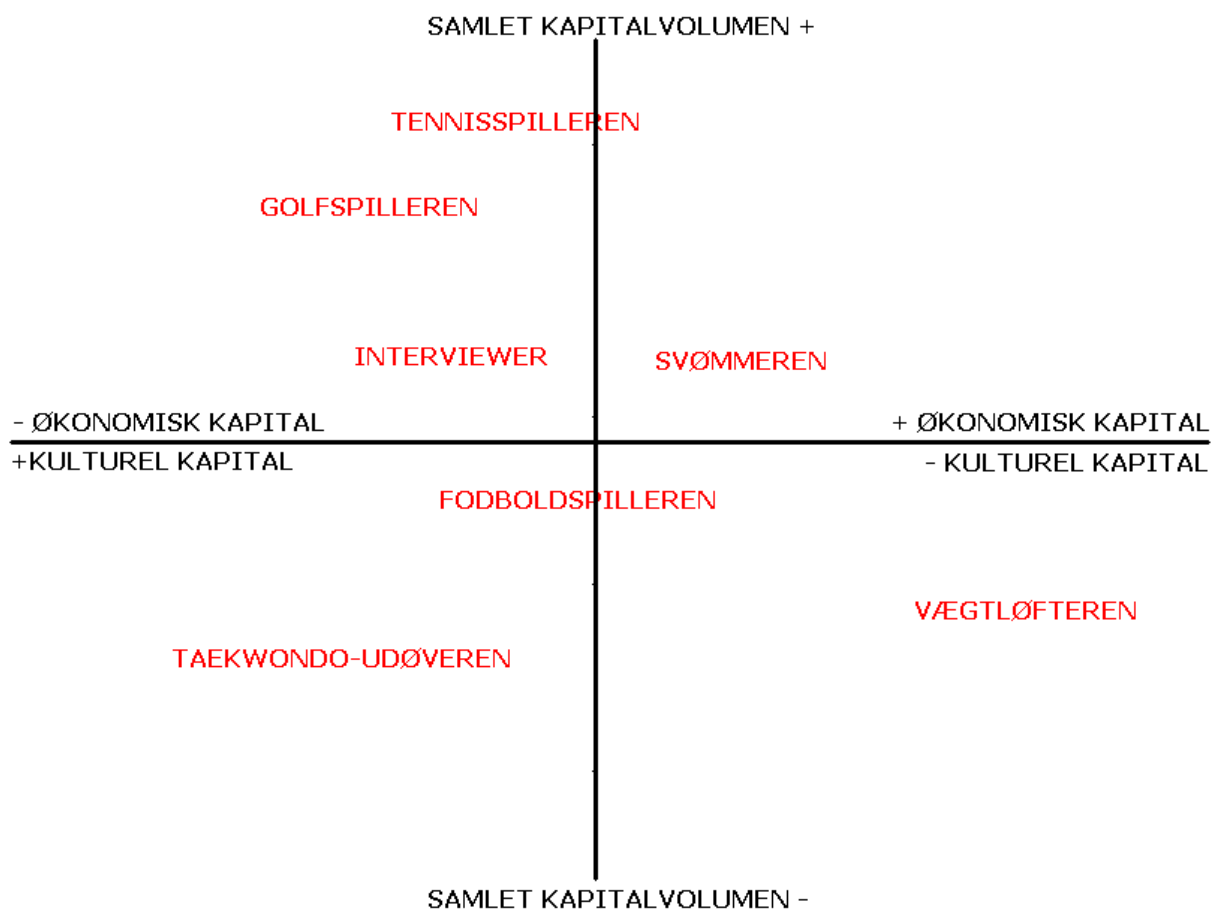 SAMLET KAPITALVOLUMEN +
TENNISSPILLEREN
GOLFSPILLEREN
INTERVIEWER
SVØMMEREN
- ØKONOMISK KAPITAL
+ ØKONOMISK KAPITAL
+KULTUREL KAPITAL
- KULTUREL KAPITAL
FODBOLDSPILLEREN
VÆGTLØFTEREN
TAEKWONDO-UDØVEREN
SAMLET KAPITALVOLUMEN -